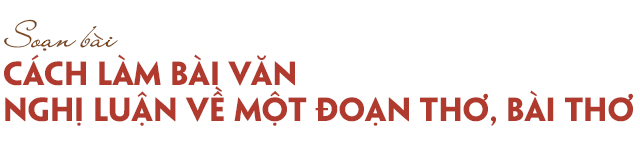 Soạn bài
CÁCH LÀM BÀI VĂN
NGHỊ LUẬN VỀ MỘT ĐOẠN THƠ, BÀI THƠ